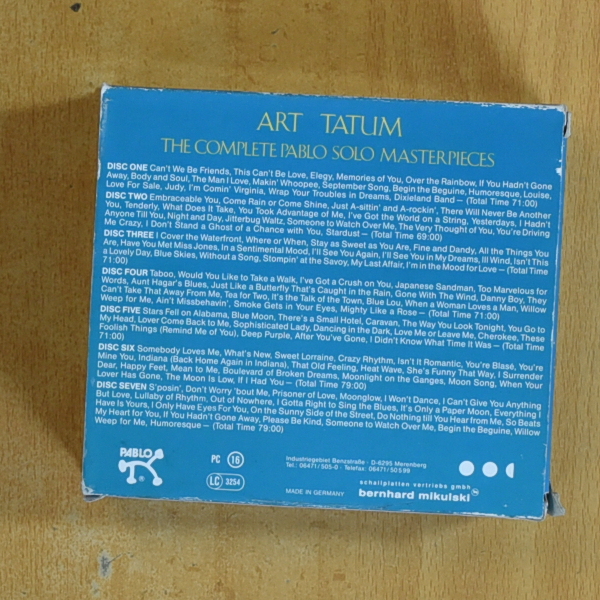 ART TATUM
THE COMPLETE PABLO SOLO MASTERPIECES
DISC ONE Can't We Be Friends, This Can't Be Love, Elegy, Memories of You, Over the Rainbow, If You Hadn't Gone
Away, Body and Soul, The Man I Love, Makin' Whoopee, September Song, Begin the Beguine, Humoresque, Louise,
Love For Sale, Judy, I'm Comin' Virginia, Wrap Your Troubles in Dreams, Dixieland Band – (Total Time 71:00)
DISC TWO Embraceable You, Come Rain or Come Shine, Just A-sittin' and A-rockin', There Will Never Be Another
You, Tenderly, What Does It Take, You Took Advantage of Me, I've Got the World on a String, Yesterdays, I Hadn't
Anyone Till You, Night and Day, Jitterbug Waltz, Someone to Watch Over Me, The Very Thought of You, You're Driving
Me Crazy, I Don't Stand a Ghost of a Chance with You, Stardust – (Total Time 69:00)
DISC THREE I Cover the Waterfront, Where or When, Stay as Sweet as You Are, Fine and Dandy, All the Things You
Are, Have You Met Miss Jones, In a Sentimental Mood, I'll See You Again, I'll See You in My Dreams, Ill Wind, Isn't This
a Lovely Day, Blue Skies, Without a Song, Stompin' at the Savoy, My Last Affair, I'm in the Mood for Love – (Total Time
71:00)
DISC FOUR Taboo, Would You Like to Take a Walk, I've Got a Crush on You, Japanese Sandman, Too Marvelous for
Words, Aunt Hagar's Blues, Just Like a Butterfly That's Caught in the Rain, Gone With The Wind, Danny Boy, They
Can't Take That Away From Me, Tea for Two, It's the Talk of the Town, Blue Lou, When a Woman Loves a Man, Willow
Weep for Me, Ain't Missbehavin', Smoke Gets in Your Eyes, Mighty Like a Rose – (Total Time 71:00)
DISC FIVE Stars Fell on Alabama, Blue Moon, There's a Small Hotel, Caravan, The Way You Look Tonight, You Go to
My Head, Lover Come Back to Me, Sophisticated Lady, Dancing in the Dark, Love Me or Leave Me, Cherokee, These
Foolish Things (Remind Me of You), Deep Purple, After You've Gone, I Didn't Know What Time It Was – (Total Time
71:00)
DISC SIX Somebody Loves Me, What's New, Sweet Lorraine, Crazy Rhythm, Isn't It Romantic, You're Blasé, You're
Mine You, Indiana (Back Home Again in Indiana), That Old Feeling, Heat Wave, She's Funny That Way, I Surrender
Dear, Happy Feet, Mean to Me, Boulevard of Broken Dreams, Moonlight on the Ganges, Moon Song, When Your
Lover Has Gone, The Moon Is Low, If I Had You – (Total Time 79:00)
DISC SEVEN S'posin', Don't Worry 'bout Me, Prisoner of Love, Moonglow, I Won't Dance, I Can't Give You Anything
But Love, Lullaby of Rhythm, Out of Nowhere, I Gotta Right to Sing the Blues, It's Only a Paper Moon, Everything I
Have Is Yours, I Only Have Eyes For You, On the Sunny Side of the Street, Do Nothing till You Hear from Me, So Beats
My Heart for You, If You Hadn't Gone Away, Please Be Kind, Someone to Watch Over Me, Begin the Beguine, Willow
Weep for Me, Humoresque – (Total Time 79:00)
PABLO
®
PC 16
LC 3254
Industriegebiet Benzstraße · D-6295 Merenberg
Tel.: 06471/505-0 · Telefax: 06471/50599
MADE IN GERMANY
schallplatten vertriebs gmbh
bernhard mikulski